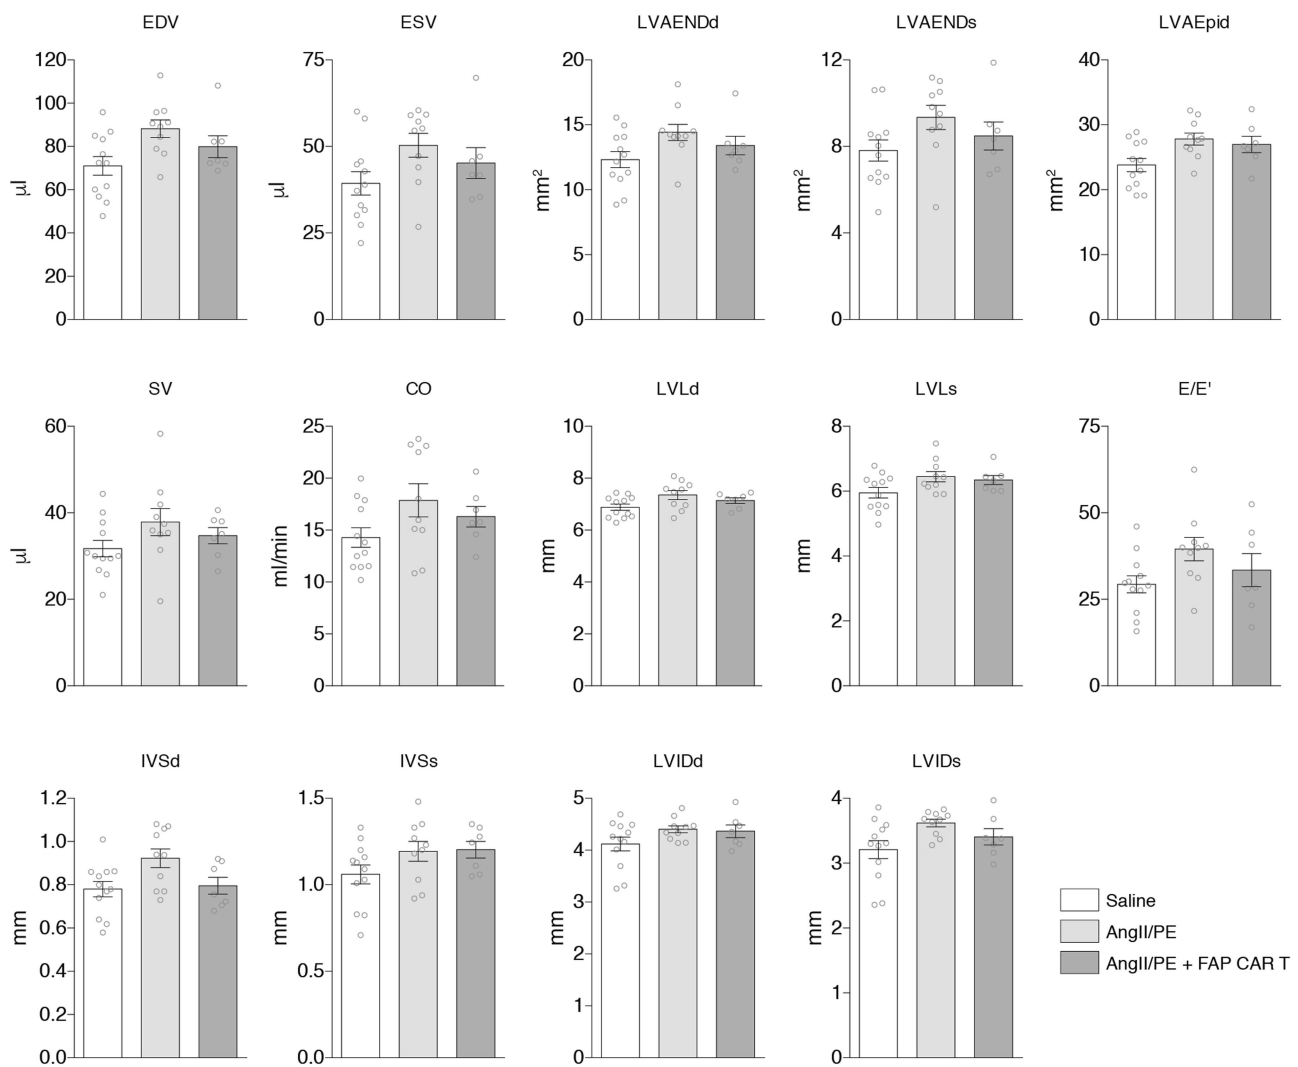 EDV
120
100
80
60
40
20
0
µl
ESV
75
50
25
0
µl
LVAENDd
20
15
10
5
0
mm²
LVAENDs
12
8
4
0
mm²
LVAEpid
40
30
20
10
0
mm²
SV
60
40
20
0
µl
CO
25
20
15
10
5
0
ml/min
LVLd
10
8
6
4
2
0
mm
LVLs
8
6
4
2
0
mm
E/E'
75
50
25
0
IVSd
1.2
1.0
0.8
0.6
0.4
0.2
0.0
mm
IVSs
1.5
1.0
0.5
0.0
mm
LVIDd
5
4
3
2
1
0
mm
LVIDs
4
3
2
1
0
mm
Saline
AngII/PE
AngII/PE + FAP CAR T